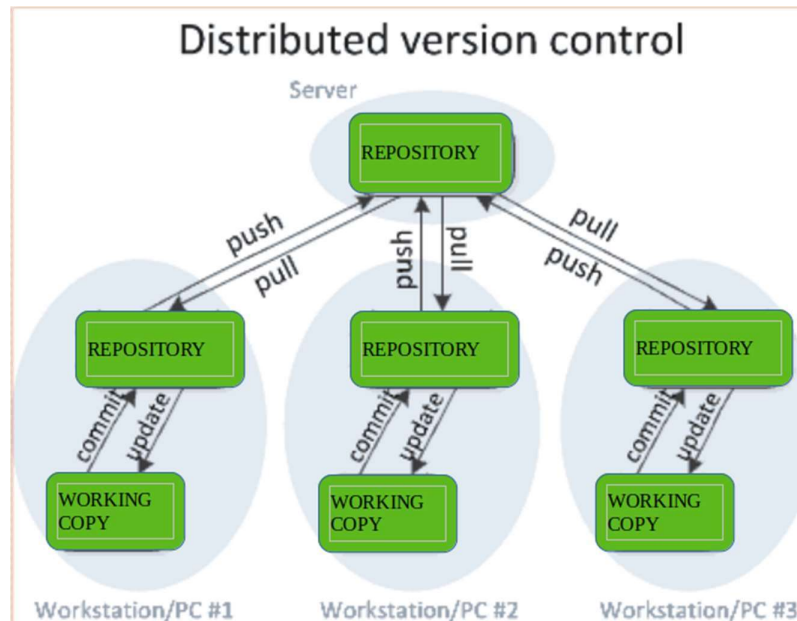 Distributed version control
Server
REPOSITORY
push
pull
push
pull
pull
push
REPOSITORY
REPOSITORY
REPOSITORY
commit
update
commit
update
commit
update
WORKING
COPY
WORKING
COPY
WORKING
COPY
Workstation/PC #1
Workstation/PC #2
Workstation/PC #3